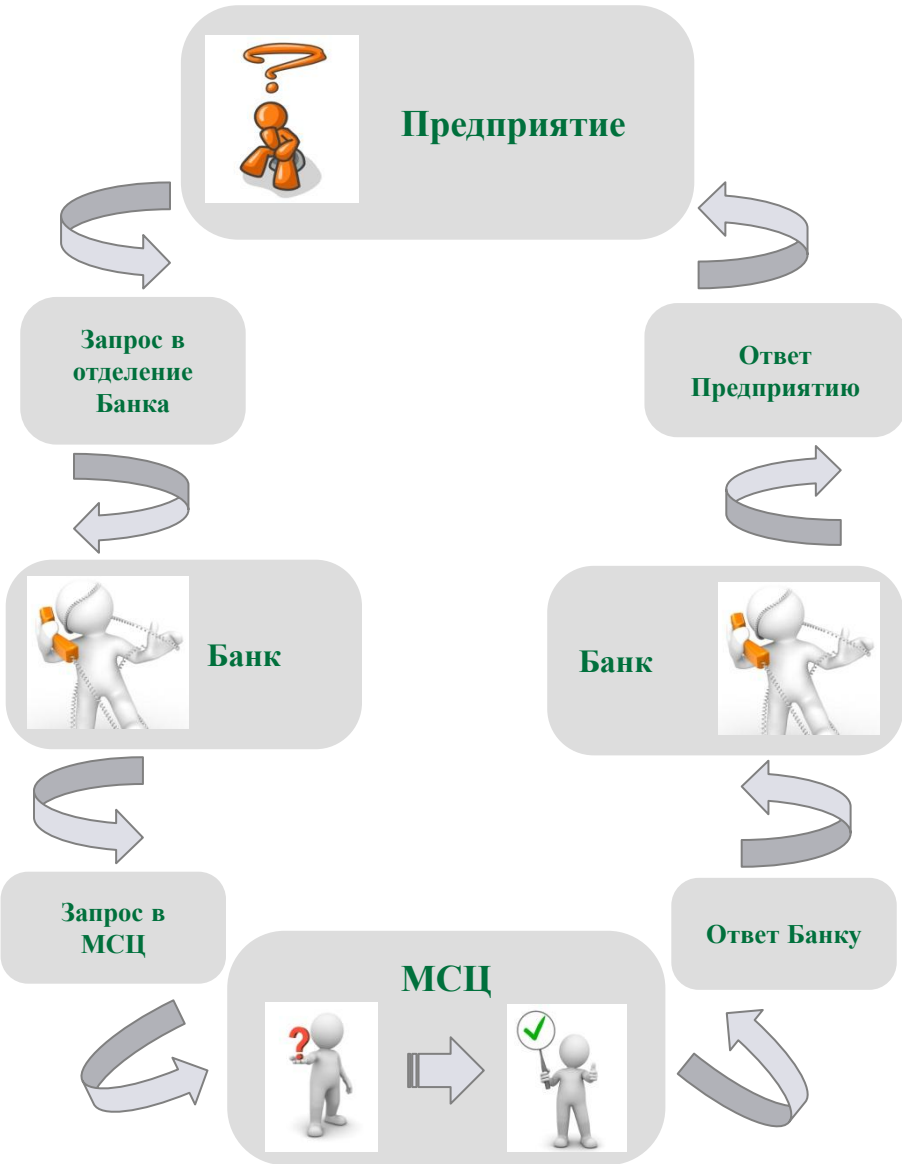 Предприятие
Запрос в
отделение
Банка
Ответ
Предприятию
Банк
Банк
Запрос в
МСЦ
Ответ Банку
МСЦ